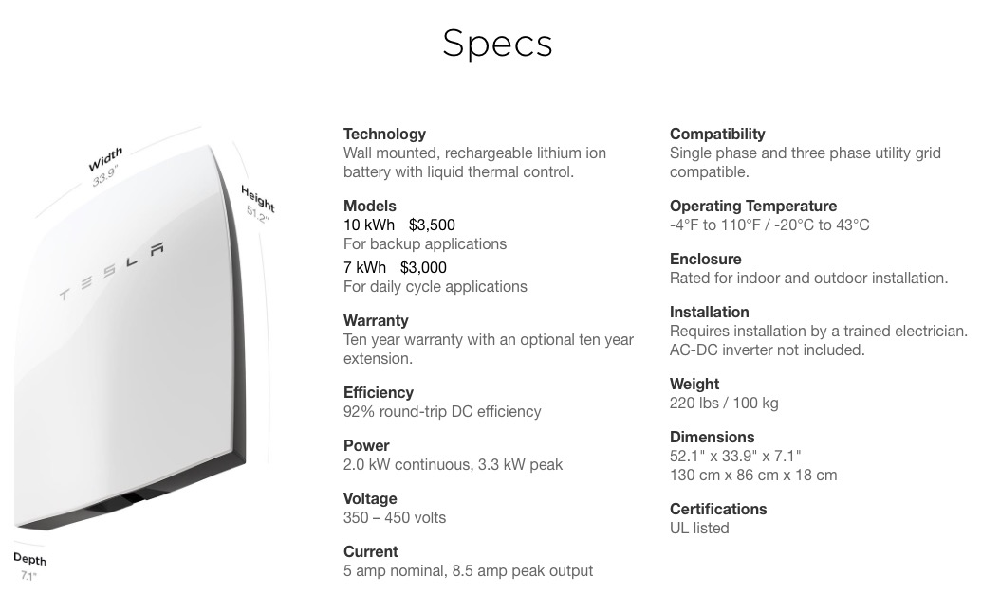 Specs
Width
33.9"
Height
51.2"
TESLA
Depth
7.1"
Technology
Wall mounted, rechargeable lithium ion
battery with liquid thermal control.
Models
10 kWh $3,500
For backup applications
7 kWh $3,000
For daily cycle applications
Warranty
Ten year warranty with an optional ten year
extension.
Efficiency
92% round-trip DC efficiency
Power
2.0 kW continuous, 3.3 kW peak
Voltage
350 – 450 volts
Current
5 amp nominal, 8.5 amp peak output
Compatibility
Single phase and three phase utility grid
compatible.
Operating Temperature
-4°F to 110°F / -20°C to 43°C
Enclosure
Rated for indoor and outdoor installation.
Installation
Requires installation by a trained electrician.
AC-DC inverter not included.
Weight
220 lbs / 100 kg
Dimensions
52.1" x 33.9" x 7.1"
130 cm x 86 cm x 18 cm
Certifications
UL listed